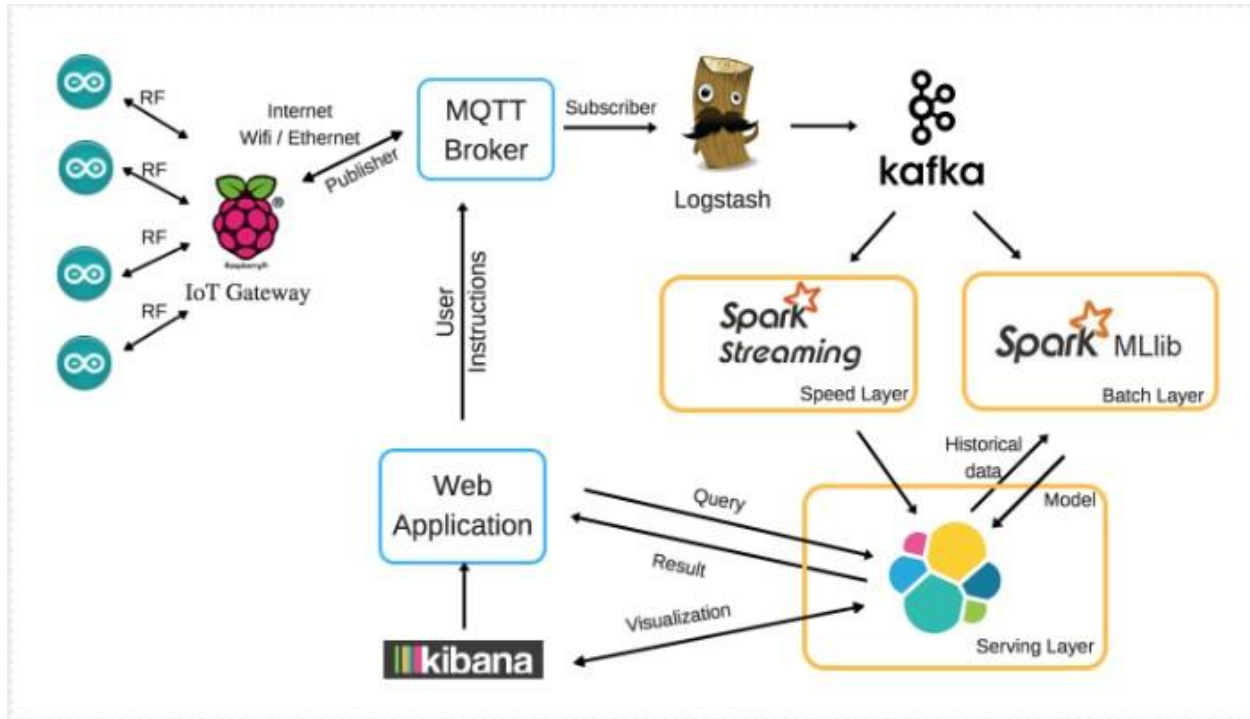 RF
RF
RF
RF
Internet
Wifi / Ethernet
Publisher
IoT Gateway
MQTT
Broker
Subscriber
Logstash
kafka
User
Instructions
Spark
Streaming
Speed Layer
Spark MLlib
Batch Layer
Historical
data
Model
Web
Application
Query
Result
Visualization
Serving Layer
kibana